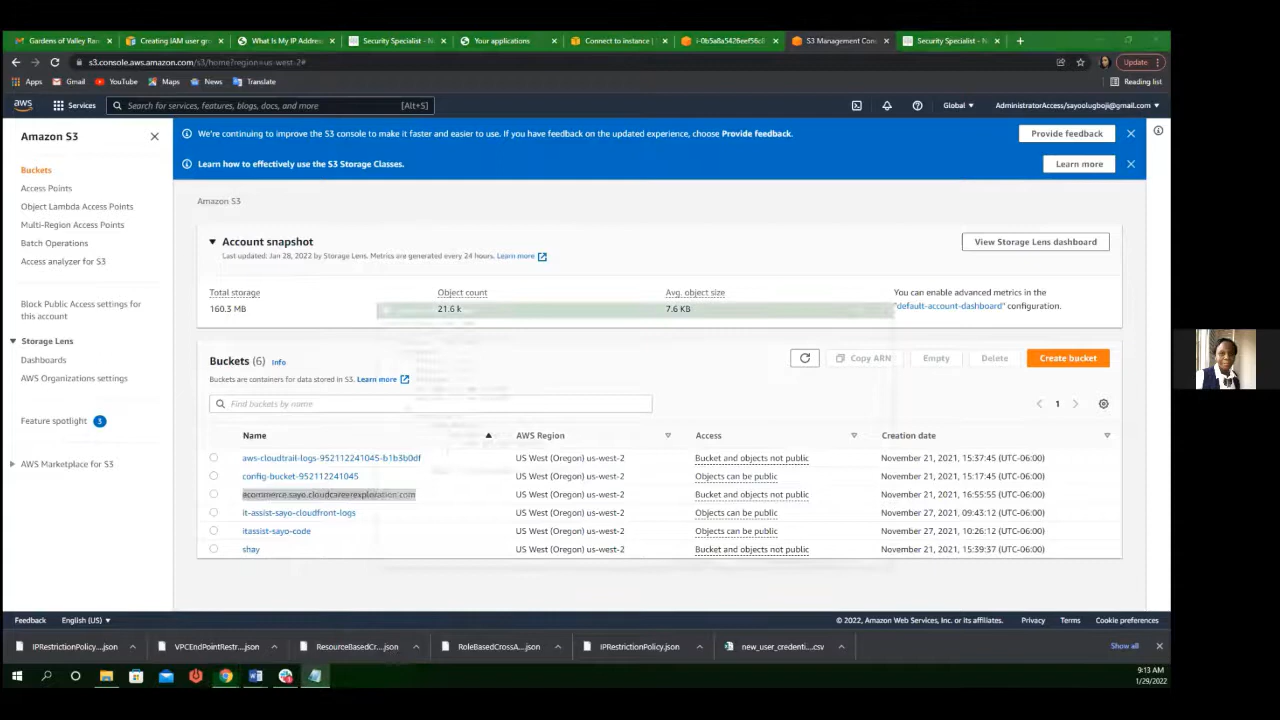 Gardens of Valley Ra
Creating IAM user gr
What Is My IP Addre
Security Specialist - N
Your applications
Connect to instance |
i-0b5a8a5426eef56c
S3 Management Con
Security Specialist - N
s3.console.aws.amazon.com/s3/home?region=us-west-2#
Update
Apps
Gmail
YouTube
Maps
News
Translate
Reading list
aws
Services
Search for services, features, blogs, docs, and more
[Alt+S]
Global
AdministratorAccess/sayoolugboji@gmail.com
Amazon S3
Buckets
Access Points
Object Lambda Access Points
Multi-Region Access Points
Batch Operations
Access analyzer for S3
Block Public Access settings for
this account
Storage Lens
Dashboards
AWS Organizations settings
Feature spotlight 3
AWS Marketplace for S3
We're continuing to improve the S3 console to make it faster and easier to use. If you have feedback on the updated experience, choose Provide feedback.
Provide feedback
Learn how to effectively use the S3 Storage Classes.
Learn more
Amazon S3
Account snapshot
Last updated: Jan 28, 2022 by Storage Lens. Metrics are generated every 24 hours. Learn more
View Storage Lens dashboard
Total storage
160.3 MB
Object count
21.6 k
Avg. object size
7.6 KB
You can enable advanced metrics in the
"default-account-dashboard" configuration.
Buckets (6) Info
Buckets are containers for data stored in S3. Learn more
Copy ARN
Empty
Delete
Create bucket
Find buckets by name
1
Name AWS Region Access Creation date
aws-cloudtrail-logs-952112241045-b1b3b0df US West (Oregon) us-west-2 Bucket and objects not public November 21, 2021, 15:37:45 (UTC-06:00)
config-bucket-952112241045 US West (Oregon) us-west-2 Objects can be public November 21, 2021, 15:17:45 (UTC-06:00)
ecommerce.sayo.cloudcareerexploration.com US West (Oregon) us-west-2 Bucket and objects not public November 21, 2021, 16:55:55 (UTC-06:00)
it-assist-sayo-cloudfront-logs US West (Oregon) us-west-2 Objects can be public November 27, 2021, 09:43:12 (UTC-06:00)
itassist-sayo-code US West (Oregon) us-west-2 Objects can be public November 27, 2021, 10:26:12 (UTC-06:00)
shay US West (Oregon) us-west-2 Bucket and objects not public November 21, 2021, 15:39:37 (UTC-06:00)
Feedback
English (US)
© 2022, Amazon Web Services, Inc. or its affiliates.
Privacy
Terms
Cookie preferences
IPRestrictionPolicy....json
VPCEndPointRestr....json
ResourceBasedCr....json
RoleBasedCrossA....json
IPRestrictionPolicy.json
new_user_credenti....csv
Show all
9:13 AM
1/29/2022